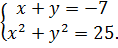 x + y = −7
x² + y² = 25.